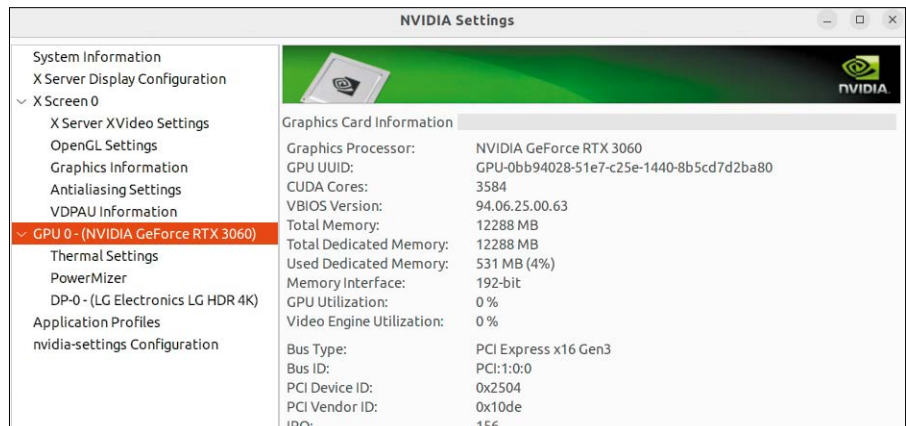 NVIDIA Settings
System Information
X Server Display Configuration
X Screen 0
X Server XVideo Settings
OpenGL Settings
Graphics Information
Antialiasing Settings
VDPAU Information
GPU 0 - (NVIDIA GeForce RTX 3060)
Thermal Settings
PowerMizer
DP-0 - (LG Electronics LG HDR 4K)
Application Profiles
nvidia-settings Configuration
NVIDIA.
Graphics Card Information
Graphics Processor: NVIDIA GeForce RTX 3060
GPU UUID: GPU-0bb94028-51e7-c25e-1440-8b5cd7d2ba80
CUDA Cores: 3584
VBIOS Version: 94.06.25.00.63
Total Memory: 12288 MB
Total Dedicated Memory: 12288 MB
Used Dedicated Memory: 531 MB (4%)
Memory Interface: 192-bit
GPU Utilization: 0 %
Video Engine Utilization: 0 %
Bus Type: PCI Express x16 Gen3
Bus ID: PCI:1:0:0
PCI Device ID: 0x2504
PCI Vendor ID: 0x10de
IRQ: 156